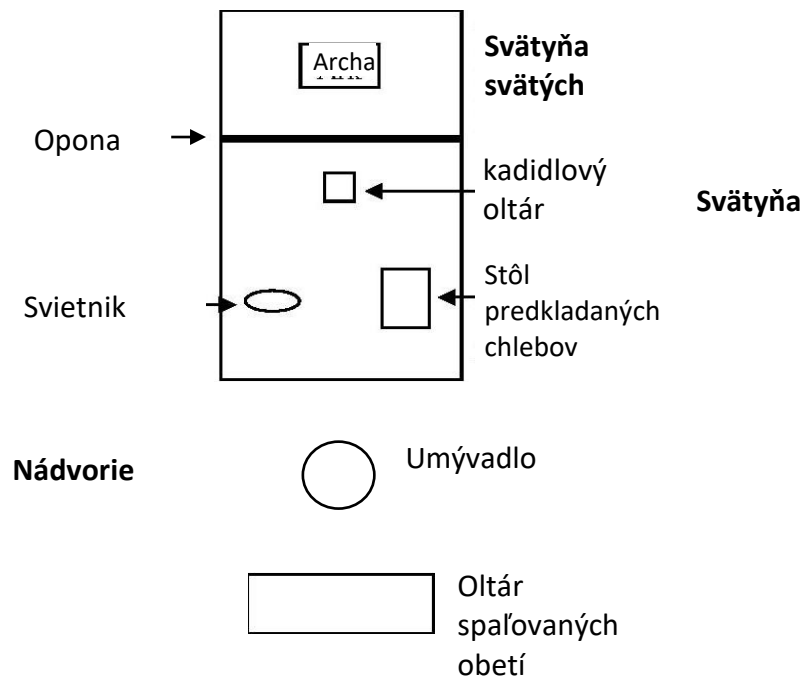 Archa
Svätyňa
svätých
Opona
kadidlový
oltár
Svätyňa
Svietnik
Stôl
predkladaných
chlebov
Nádvorie
Umývadlo
Oltár
spaľovaných
obetí